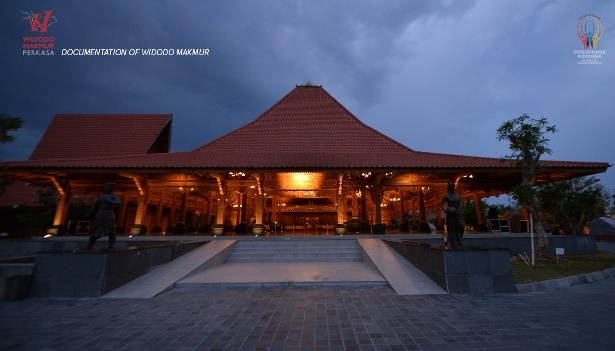 WIDODO
MAKMUR
PERKASA
DOCUMENTATION OF WIDODO MAKMUR